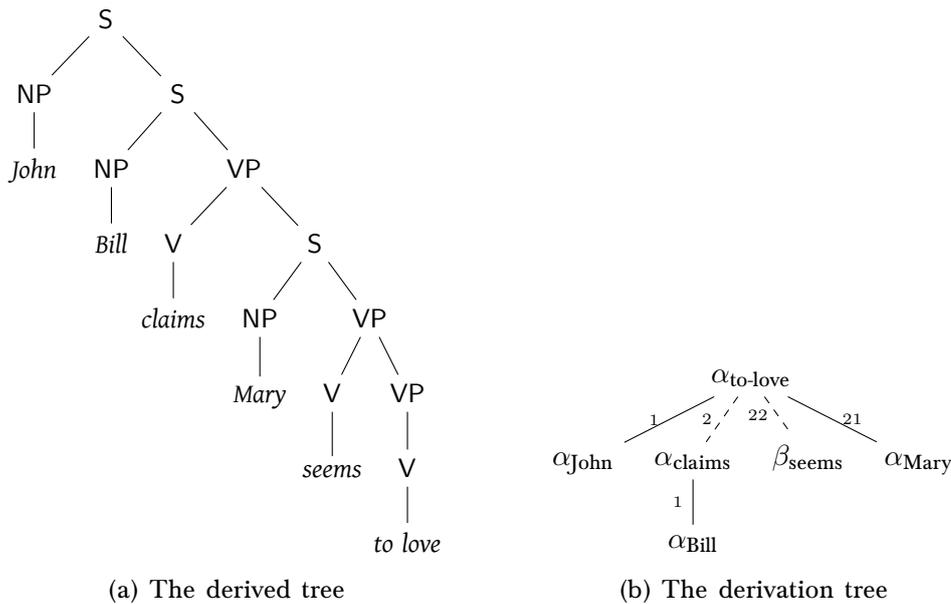 S
NP S
John NP VP
Bill V S
claims NP VP
Mary V VP
seems V
to love
(a) The derived tree
αto-love
1 2 22 21
αJohn αclaims βseems αMary
1
αBill
(b) The derivation tree